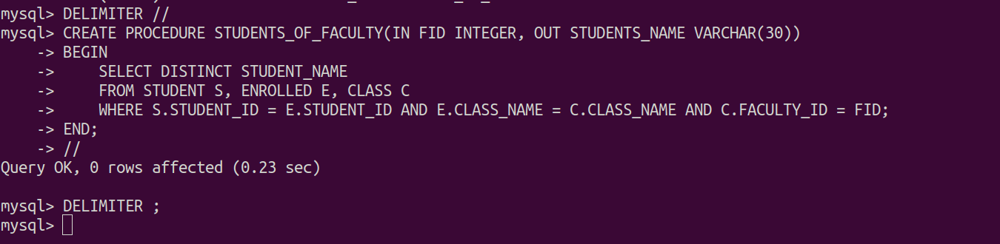 mysql> DELIMITER //
mysql> CREATE PROCEDURE STUDENTS_OF_FACULTY(IN FID INTEGER, OUT STUDENTS_NAME VARCHAR(30))
    -> BEGIN
    ->     SELECT DISTINCT STUDENT_NAME
    ->     FROM STUDENT S, ENROLLED E, CLASS C
    ->     WHERE S.STUDENT_ID = E.STUDENT_ID AND E.CLASS_NAME = C.CLASS_NAME AND C.FACULTY_ID = FID;
    -> END;
    -> //
Query OK, 0 rows affected (0.23 sec)

mysql> DELIMITER ;
mysql>